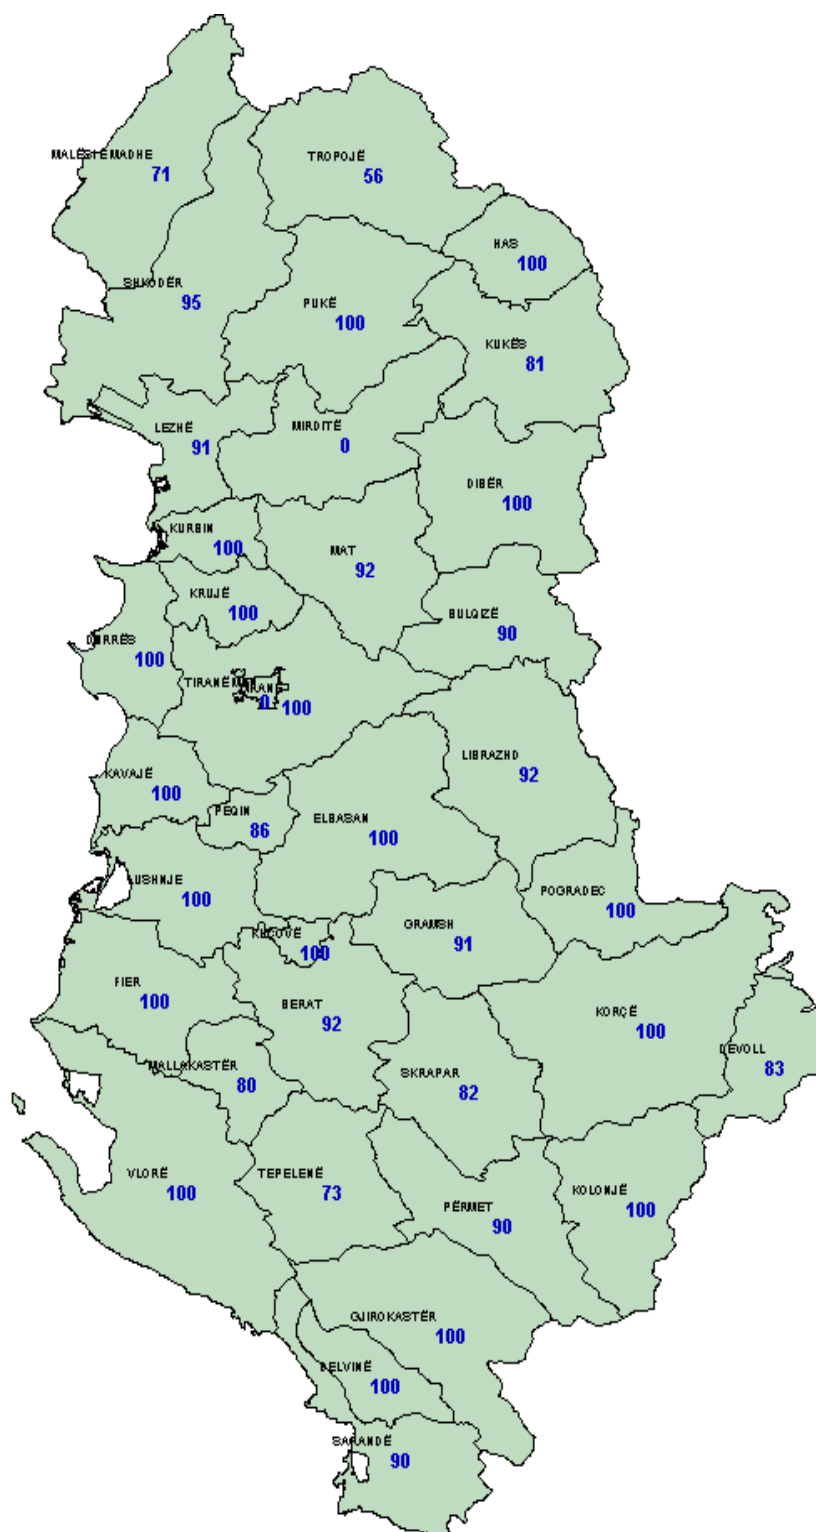 MALËSI E MADHE
71
TROPOJË
56
HAS
100
SHKODËR
95
PUKË
100
KUKËS
81
LEZHË
91
MIRDITË
0
DIBËR
100
KURBIN
100
MAT
92
KRUJË
100
BULQIZË
90
DURRËS
100
TIRANË
0
100
LIBRAZHD
92
KAVAJË
100
PEQIN
86
ELBASAN
100
LUSHNJE
100
POGRADEC
100
GRAMSH
91
KUÇOVË
100
FIER
100
BERAT
92
KORÇË
100
DEVOLL
83
MALLAKASTËR
80
SKRAPAR
82
VLORË
100
TEPELENË
73
PËRMET
90
KOLONJË
100
GJIROKASTËR
100
DELVINË
100
SARANDË
90